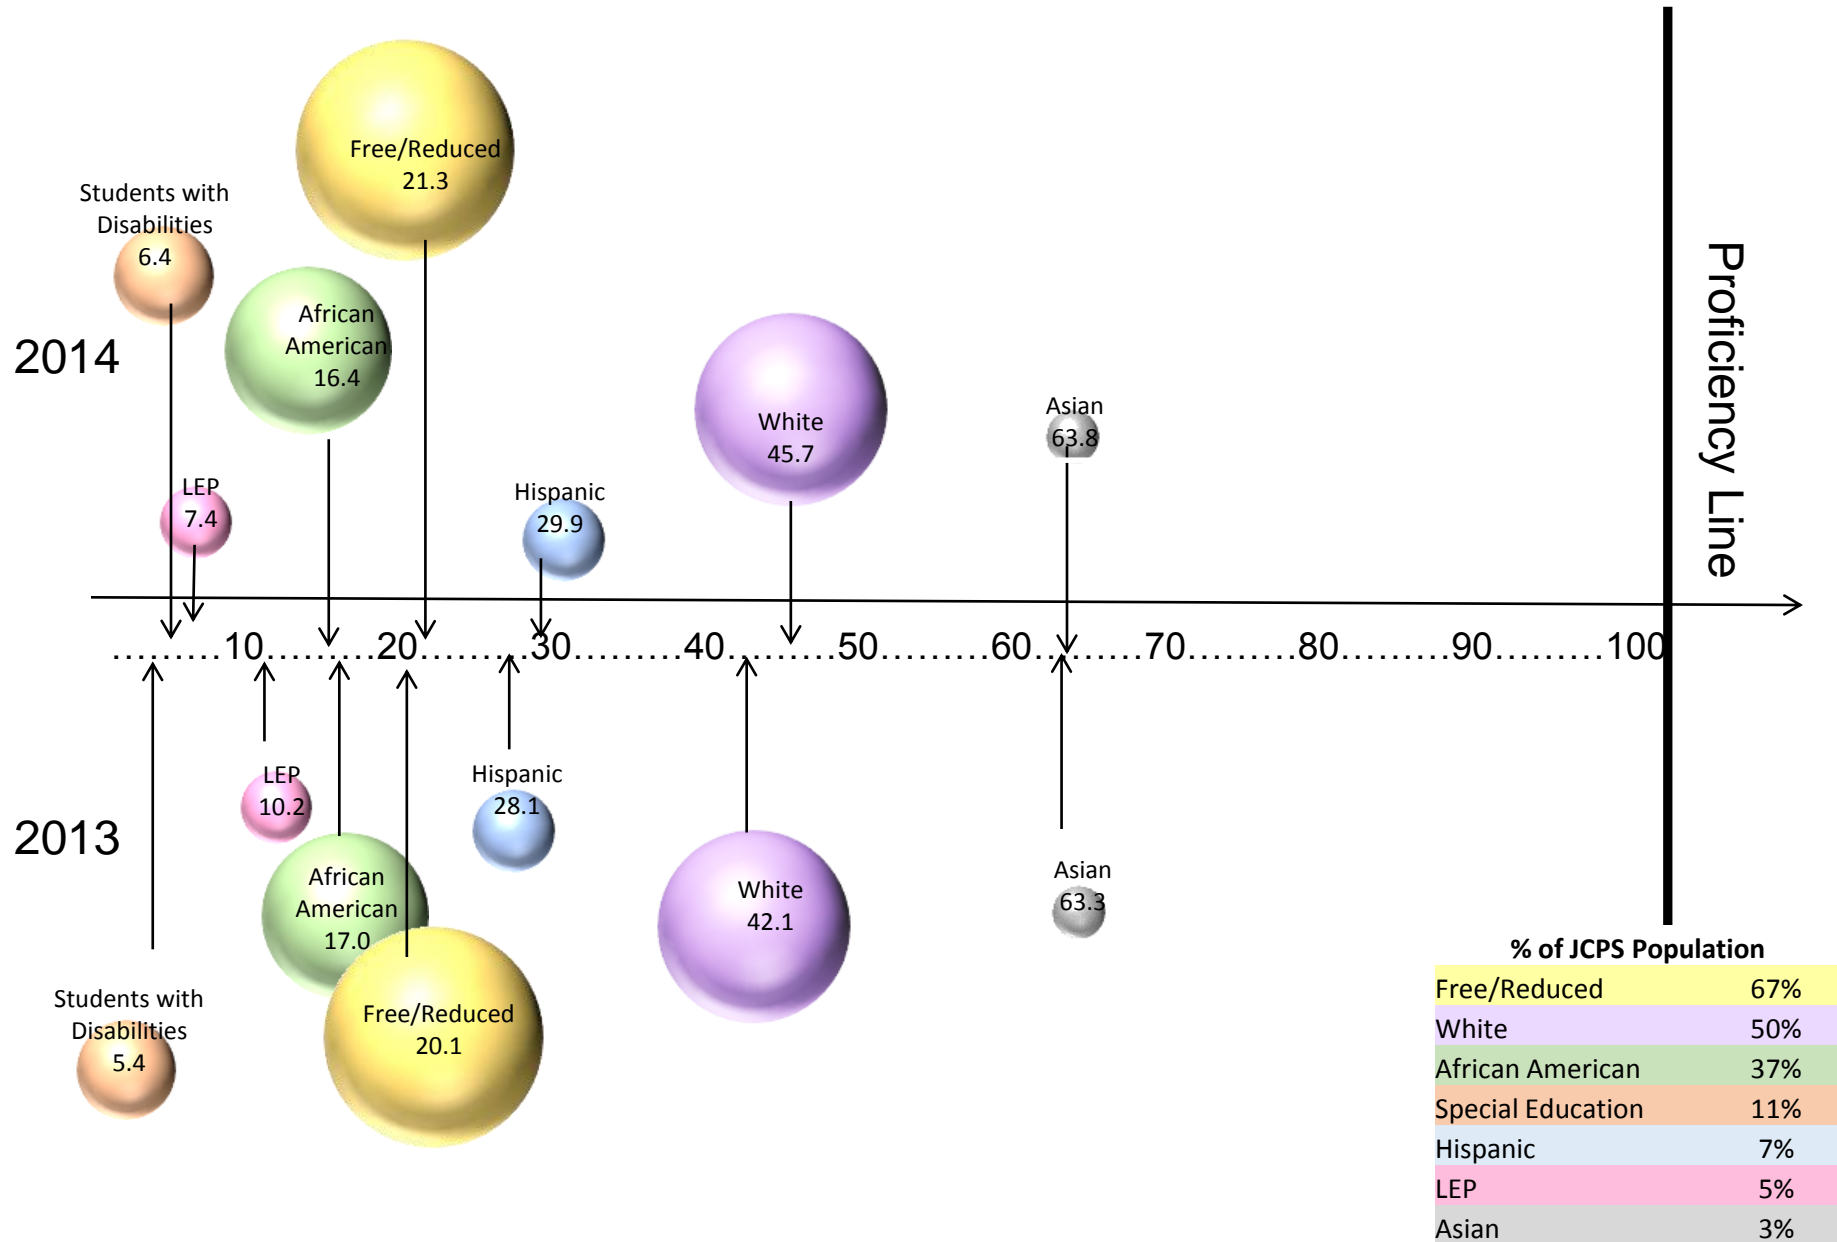 Free/Reduced
21.3
Students with
Disabilities
6.4
African
American
16.4
2014
White
45.7
Asian
63.8
LEP
7.4
Hispanic
29.9
Proficiency Line
.........10.........20.........30.........40.........50.........60.........70.........80.........90.........100
LEP
10.2
Hispanic
28.1
2013
African
American
17.0
White
42.1
Asian
63.3
Students with
Disabilities
5.4
Free/Reduced
20.1
% of JCPS Population
Free/Reduced 67%
White 50%
African American 37%
Special Education 11%
Hispanic 7%
LEP 5%
Asian 3%